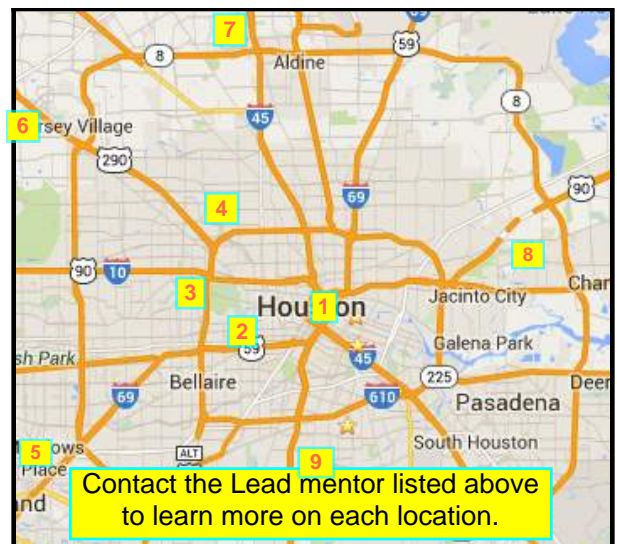 7
59
8
Aldine
45
8
6
rsey Village
290
69
90
4
90
10
8
3
Jacinto City
Char
Houston
1
2
59
45
Galena Park
sh Park
Bellaire
225
Deer
69
610
Pasadena
South Houston
5
ows
Place
ALT
9
nd
Contact the Lead mentor listed above
to learn more on each location.